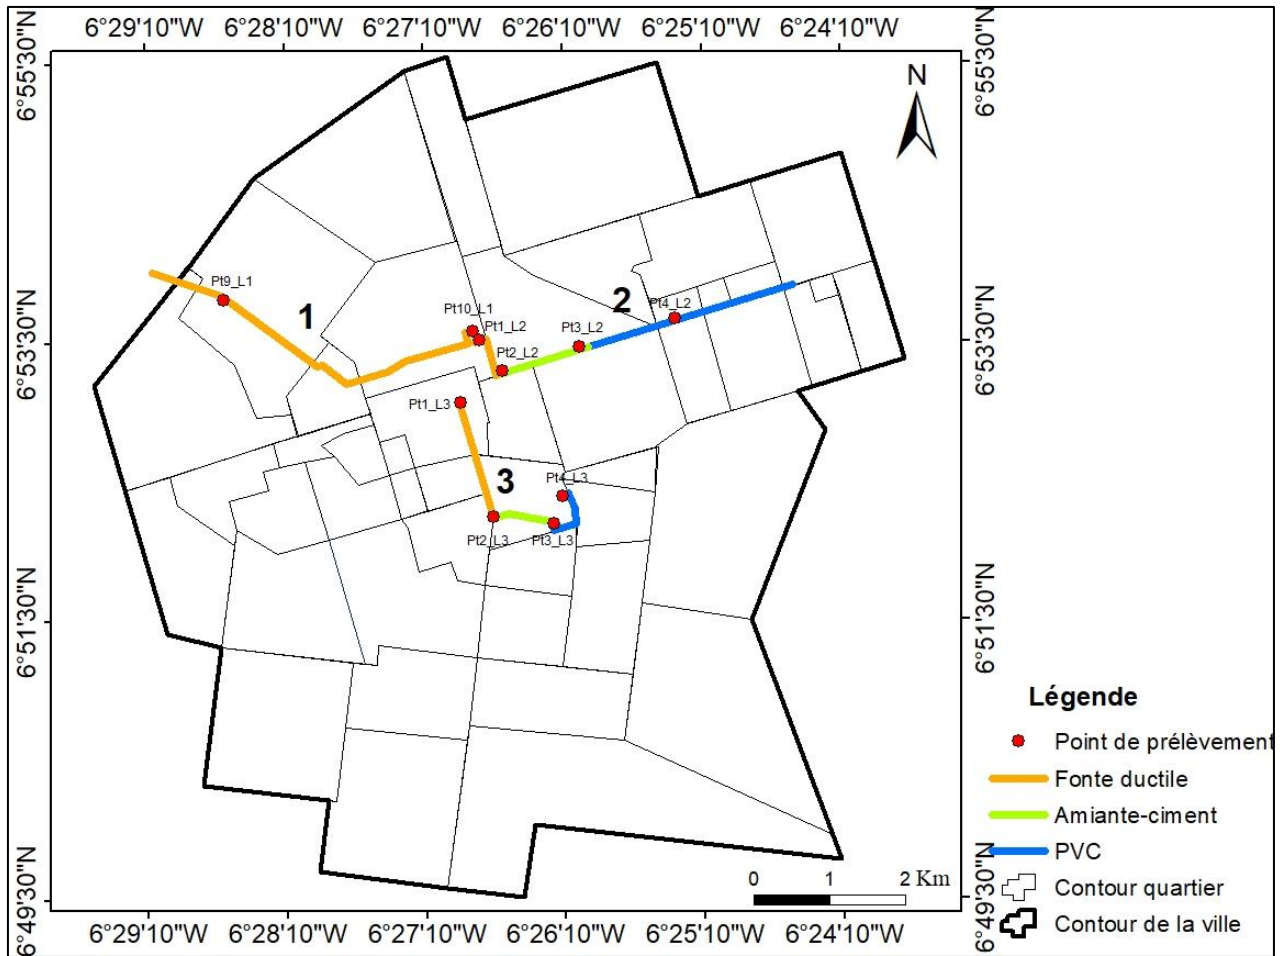 6°29'10"W 6°28'10"W 6°27'10"W 6°26'10"W 6°25'10"W 6°24'10"W
6°55'30"N
6°55'30"N
N
Pt9_L1
1
2
Pt10_L1
Pt4_L2
Pt1_L2
Pt3_L2
Pt2_L2
6°53'30"N
6°53'30"N
Pt1_L3
3
Pt4_L3
Pt2_L3
Pt3_L3
6°51'30"N
6°51'30"N
Légende
Point de prélèvement
Fonte ductile
Amiante-ciment
PVC
Contour quartier
Contour de la ville
0 1 2 Km
6°49'30"N
6°49'30"N
6°29'10"W 6°28'10"W 6°27'10"W 6°26'10"W 6°25'10"W 6°24'10"W